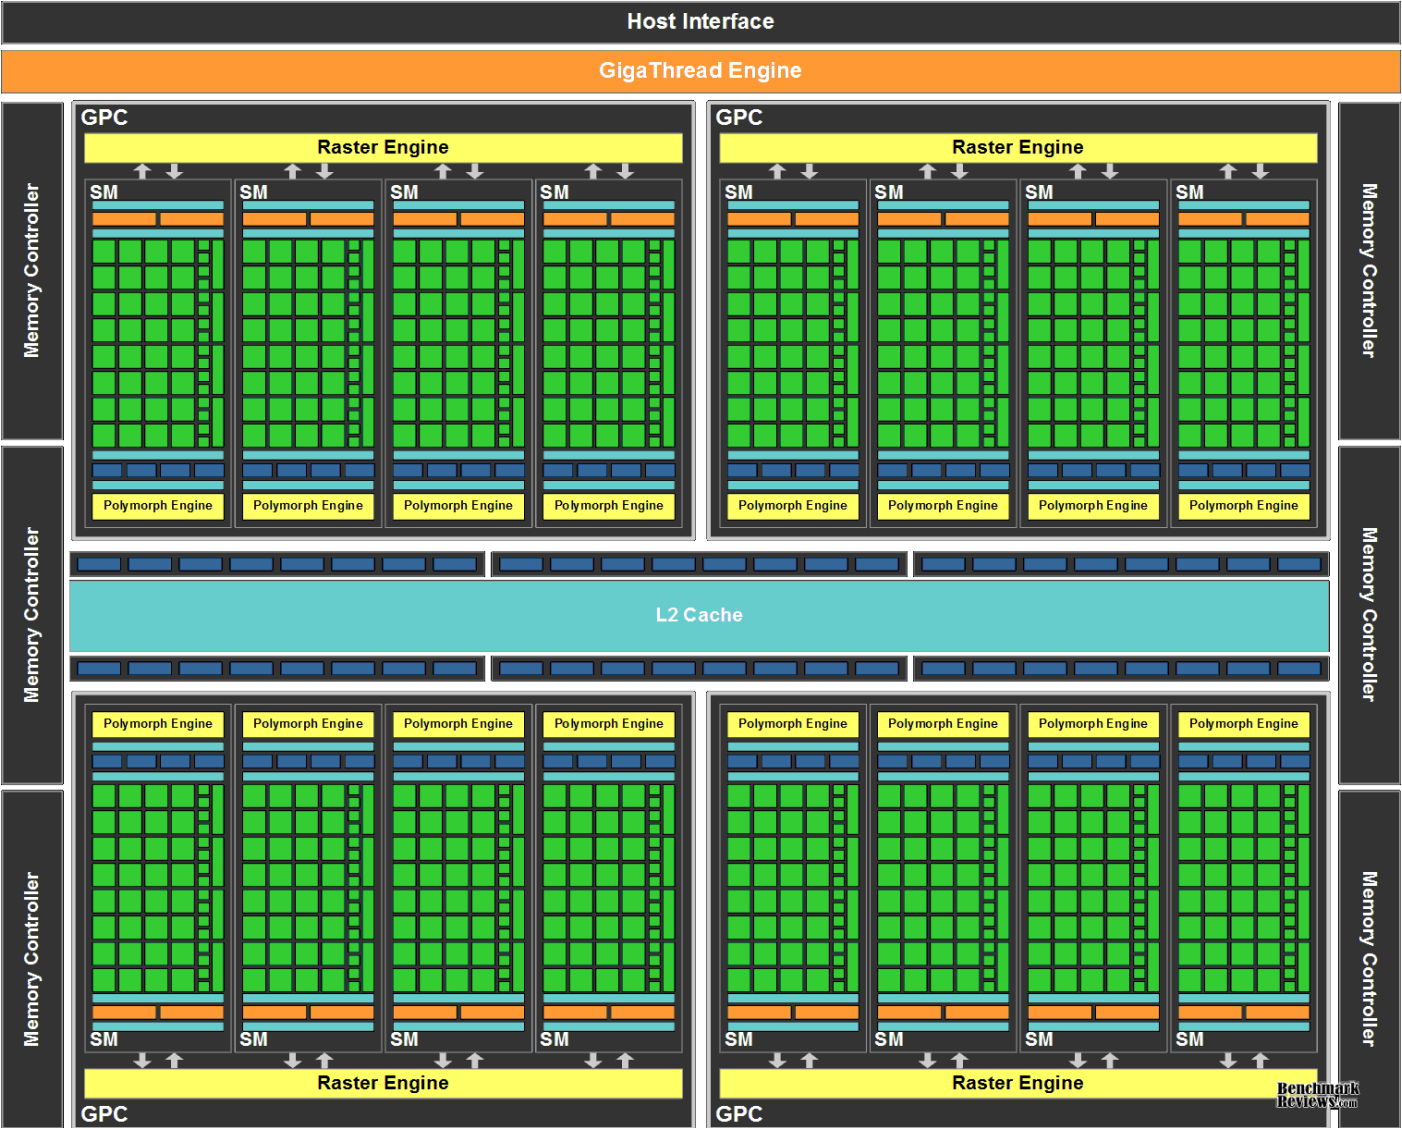 Host Interface
GigaThread Engine
GPC
GPC
Raster Engine
Raster Engine
SM
SM
SM
SM
SM
SM
SM
SM
Memory Controller
Memory Controller
Polymorph Engine
Polymorph Engine
Polymorph Engine
Polymorph Engine
Polymorph Engine
Polymorph Engine
Polymorph Engine
Polymorph Engine
Memory Controller
L2 Cache
Memory Controller
Polymorph Engine
Polymorph Engine
Polymorph Engine
Polymorph Engine
Polymorph Engine
Polymorph Engine
Polymorph Engine
Polymorph Engine
Memory Controller
Memory Controller
SM
SM
SM
SM
SM
SM
SM
SM
Raster Engine
Raster Engine
GPC
GPC
Benchmark
Reviews.com